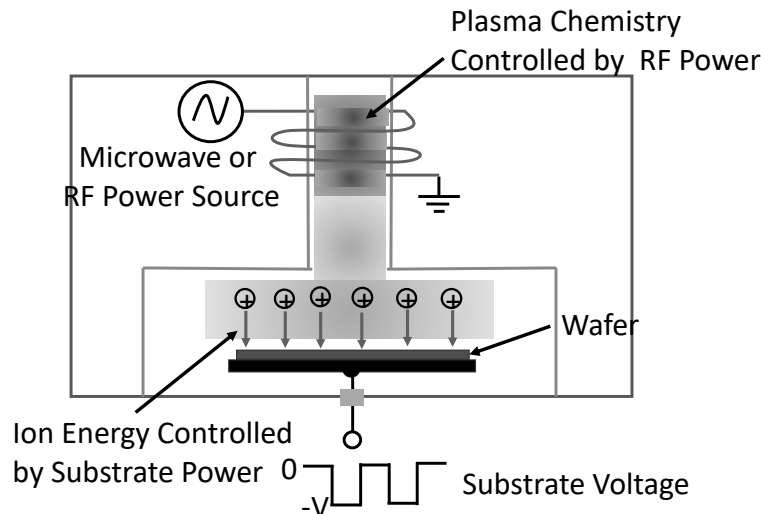 Plasma Chemistry
Controlled by RF Power
Microwave or
RF Power Source
Wafer
Ion Energy Controlled
by Substrate Power
0
-V
Substrate Voltage